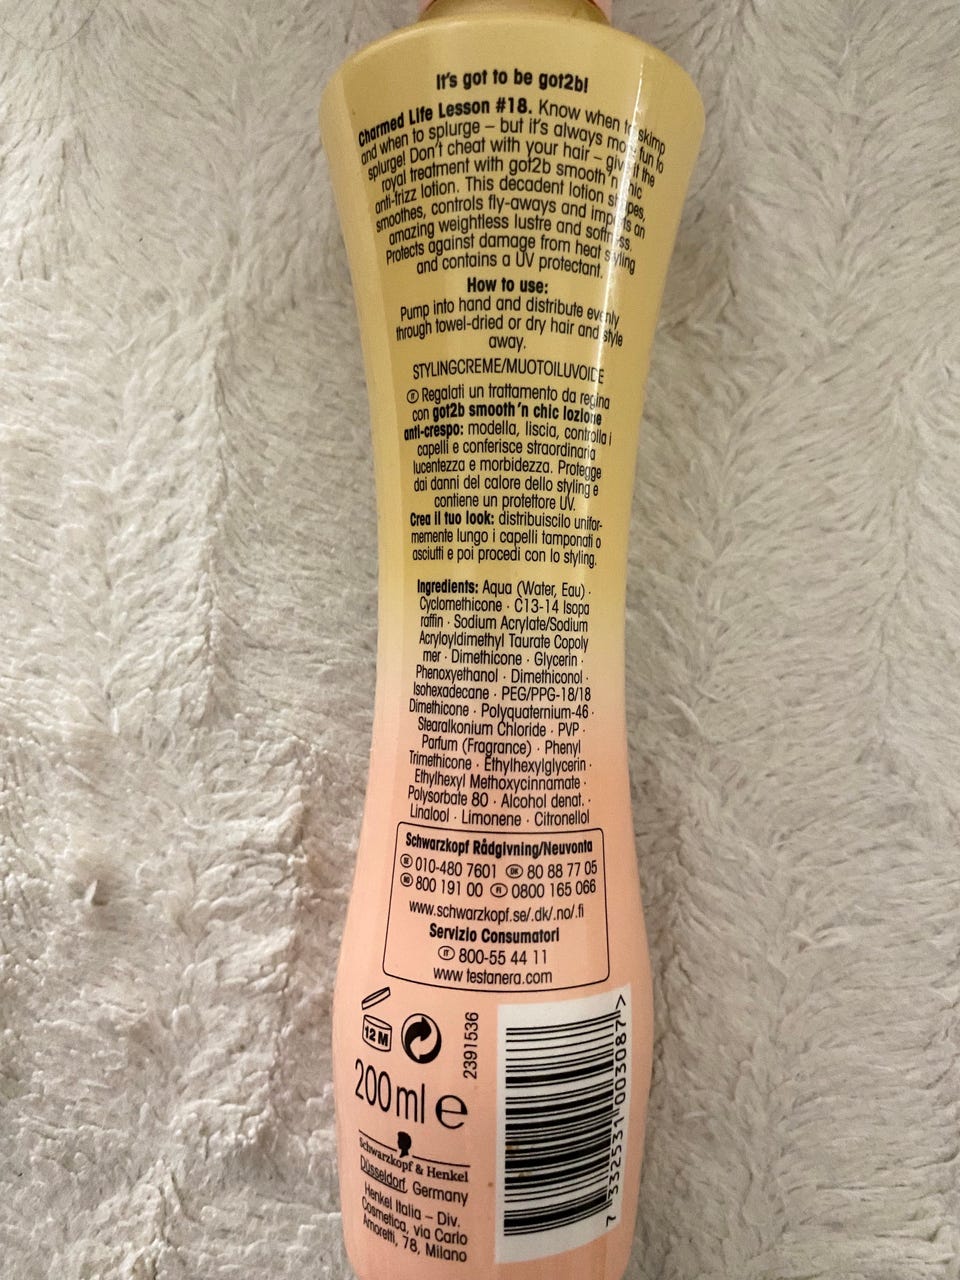 It's got to be got2b!
Charmed Life Lesson #18. Know when to skimp
and when to splurge – but it's always more fun to
splurge! Don't cheat with your hair – give it the
royal treatment with got2b smooth'n chic
anti-frizz lotion. This decadent lotion shapes,
smoothes, controls fly-aways and imparts an
amazing weightless lustre and softness.
Protects against damage from heat styling
and contains a UV protectant.
How to use:
Pump into hand and distribute evenly
through towel-dried or dry hair and style
away.
STYLINGCREME/MUOTOILUVOIDE
IT Regalati un trattamento da regina
con got2b smooth'n chic lozione
anti-crespo: modella, liscia, controlla i
capelli e conferisce straordinaria
lucentezza e morbidezza. Protegge
dai danni del calore dello styling e
contiene un protettore UV.
Crea il tuo look: distribuiscilo unifor-
memente lungo i capelli tamponati o
asciutti e poi procedi con lo styling.
Ingredients: Aqua (Water, Eau) ·
Cyclomethicone · C13-14 Isopa
raffin · Sodium Acrylate/Sodium
Acryloyldimethyl Taurate Copoly
mer · Dimethicone · Glycerin ·
Phenoxyethanol · Dimethiconol ·
Isohexadecane · PEG/PPG-18/18
Dimethicone · Polyquaternium-46 ·
Stearalkonium Chloride · PVP ·
Parfum (Fragrance) · Phenyl
Trimethicone · Ethylhexylglycerin ·
Ethylhexyl Methoxycinnamate ·
Polysorbate 80 · Alcohol denat. ·
Linalool · Limonene · Citronellol
Schwarzkopf Rådgivning/Neuvonta
SE 010-480 7601 DK 80 88 77 05
NO 800 191 00 FI 0800 165 066
www.schwarzkopf.se/.dk/.no/.fi
Servizio Consumatori
IT 800-55 44 11
www testanera.com
12 M
2391536
200 ml e
Schwarzkopf & Henkel
Düsseldorf, Germany
Henkel Italia – Div.
Cosmetica, via Carlo
Amoretti, 78, Milano
7 332531 003087 >